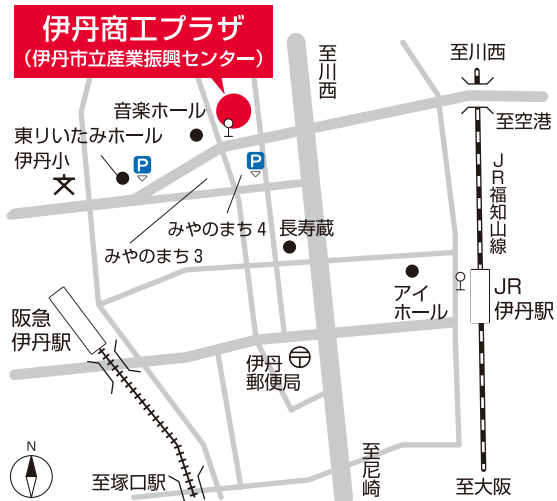 伊丹商工プラザ
（伊丹市立産業振興センター）
至川西
至川西
音楽ホール
至空港
東リいたみホール
伊丹小
P
P
JR福知山線
みやのまち4
長寿蔵
みやのまち3
アイ
ホール
JR
伊丹駅
阪急
伊丹駅
伊丹
郵便局
N
至塚口駅
至尼崎
至大阪